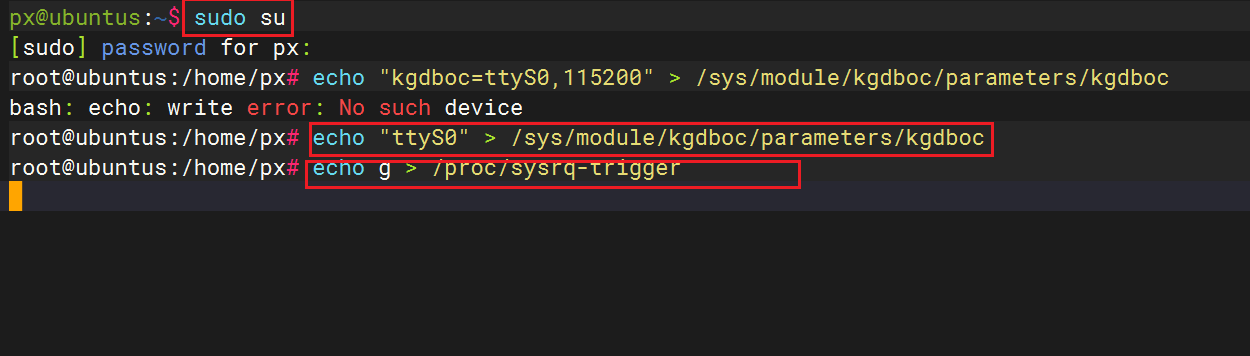 px@ubuntus:~$ sudo su
[sudo] password for px:
root@ubuntus:/home/px# echo "kgdboc=ttyS0,115200" > /sys/module/kgdboc/parameters/kgdboc
bash: echo: write error: No such device
root@ubuntus:/home/px# echo "ttyS0" > /sys/module/kgdboc/parameters/kgdboc
root@ubuntus:/home/px# echo g > /proc/sysrq-trigger